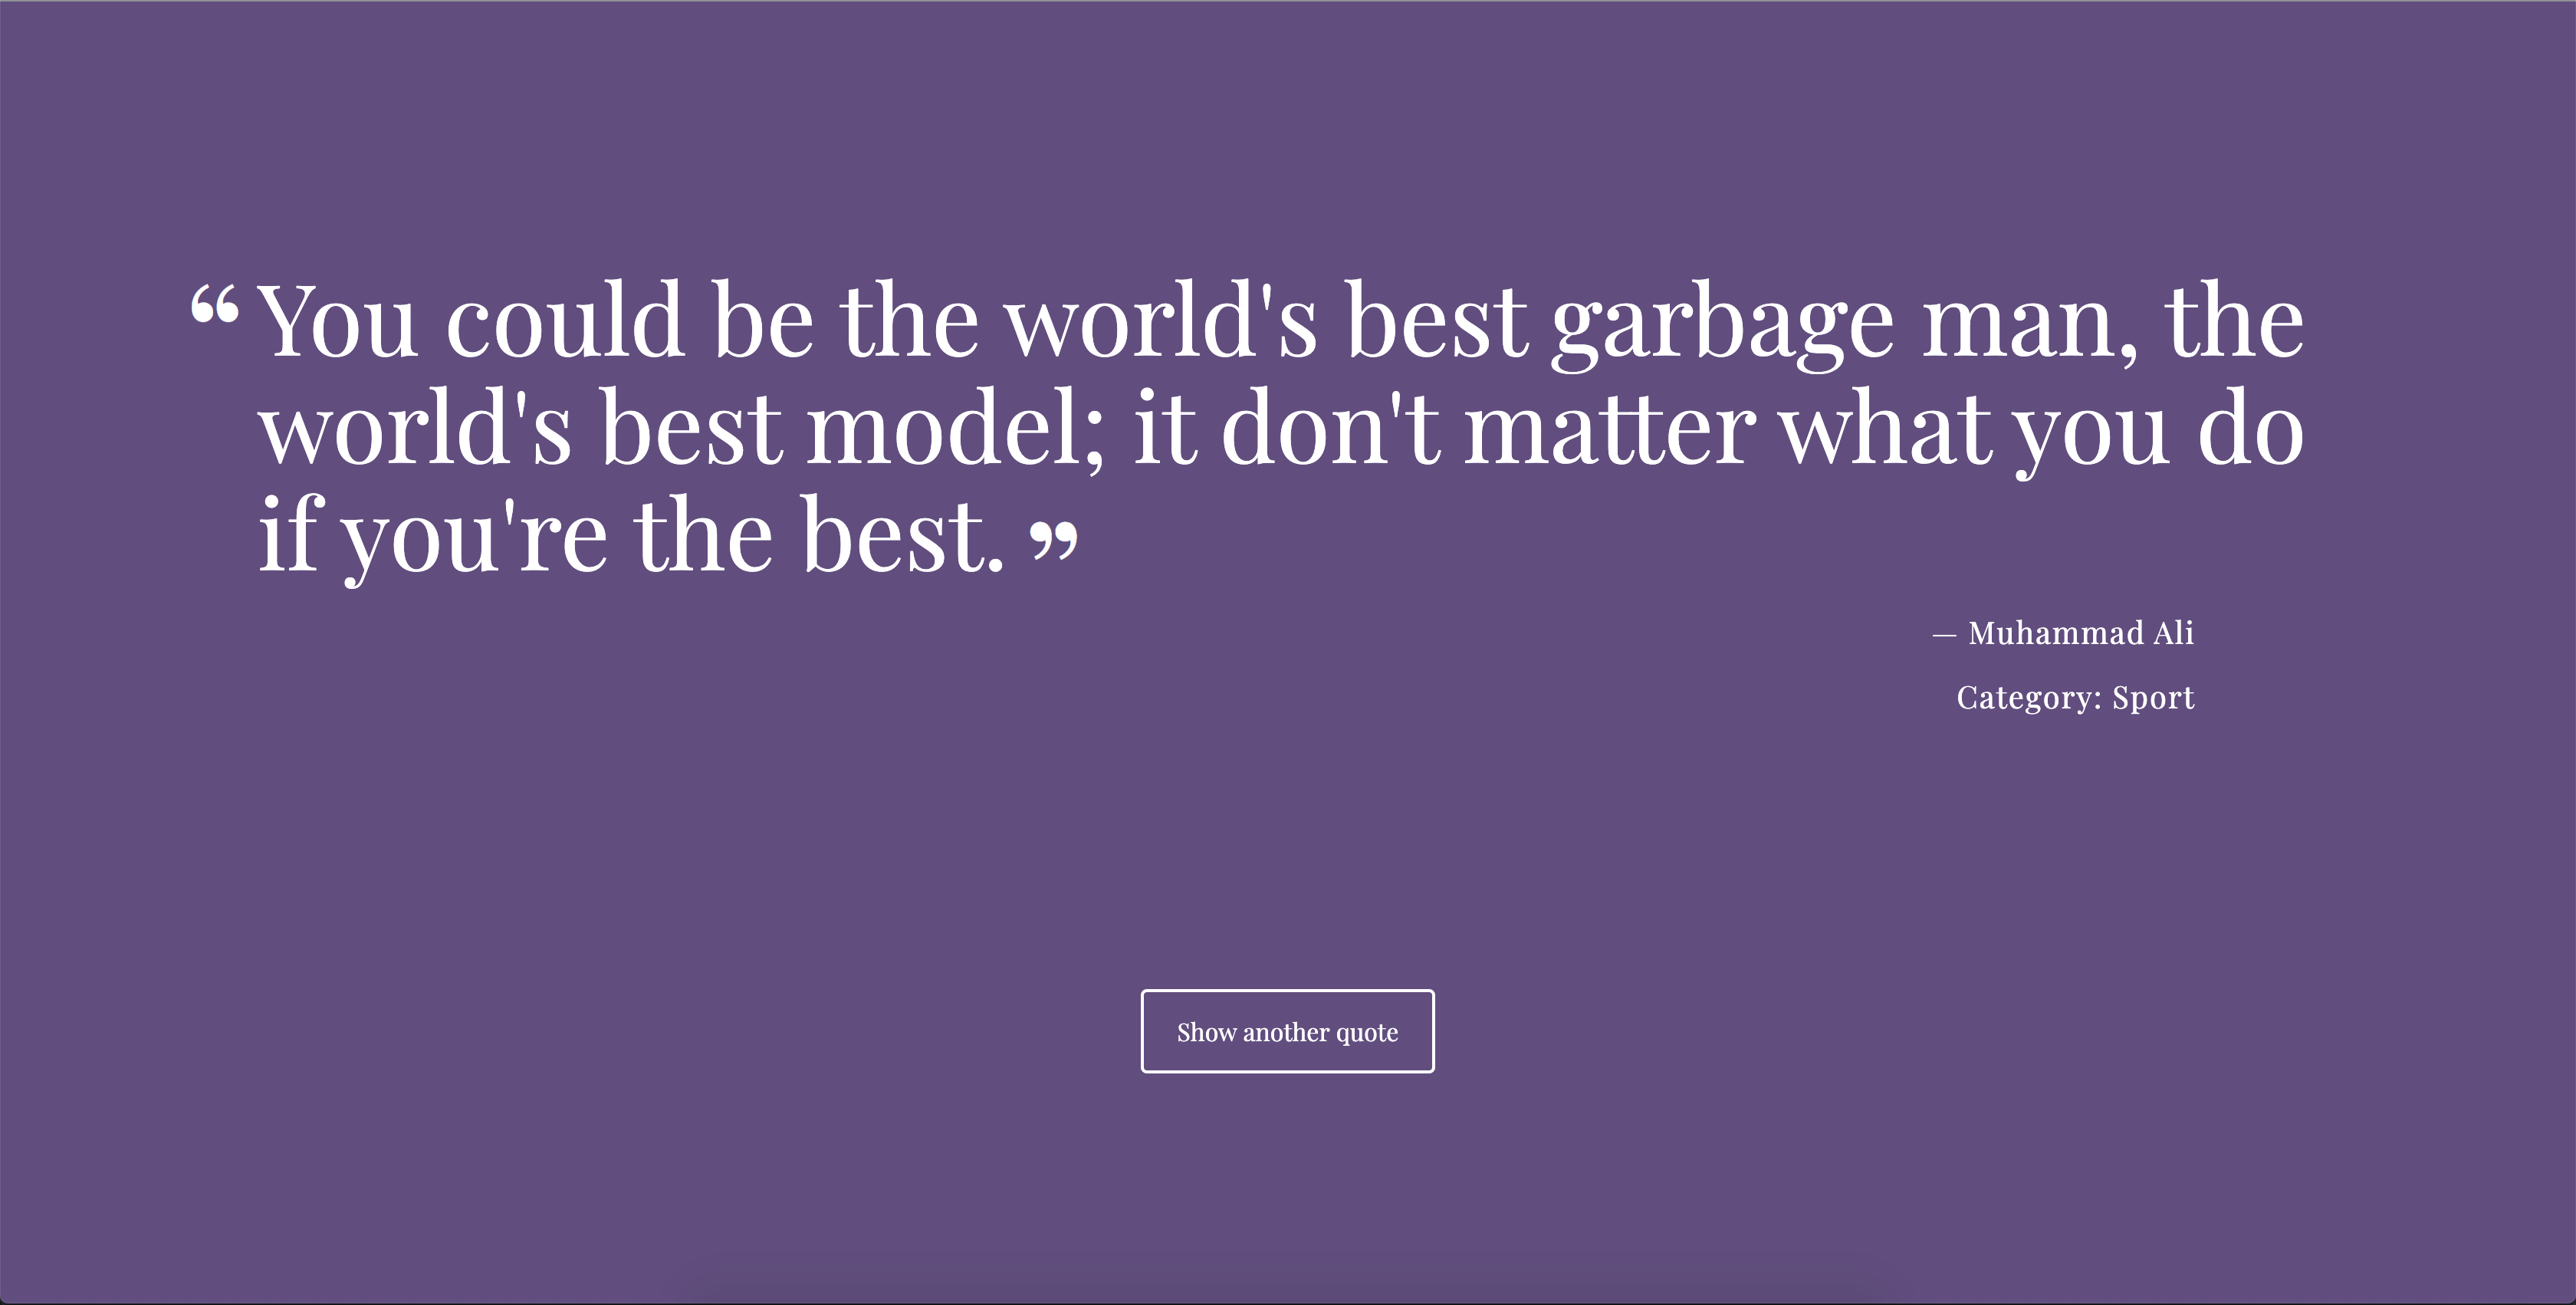 “ You could be the world's best garbage man, the
world's best model; it don't matter what you do
if you're the best. ”
— Muhammad Ali
Category: Sport
Show another quote